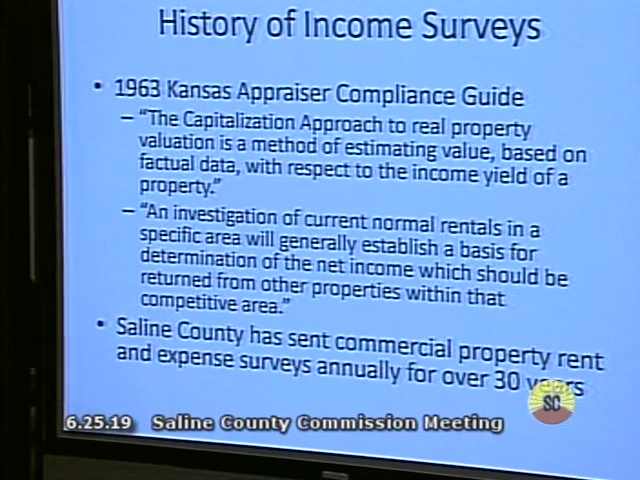 History of Income Surveys
• 1963 Kansas Appraiser Compliance Guide
– "The Capitalization Approach to real property
valuation is a method of estimating value, based on
factual data, with respect to the income yield of a
property."
– "An investigation of current normal rentals in a
specific area will generally establish a basis for
determination of the net income which should be
returned from other properties within that
competitive area."
• Saline County has sent commercial property rent
and expense surveys annually for over 30 years
SC
6.25.19 Saline County Commission Meeting